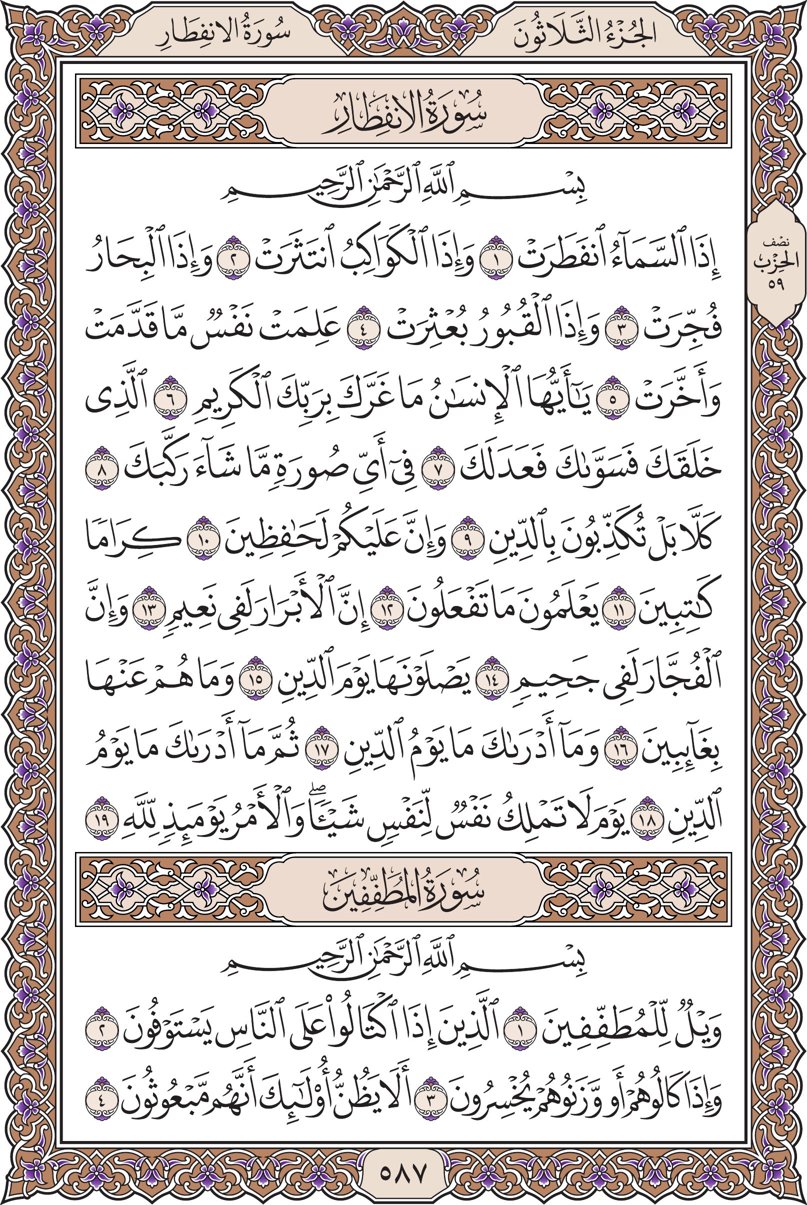 الجُزْءُ الثَّلَاثُونَ
سُورَةُ الِانفِطَارِ
سُورَةُ الِانفِطَارِ
بِسْمِ ٱللَّهِ ٱلرَّحْمَٰنِ ٱلرَّحِيمِ
إِذَا ٱلسَّمَآءُ ٱنفَطَرَتْ ١ وَإِذَا ٱلْكَوَاكِبُ ٱنتَثَرَتْ ٢ وَإِذَا ٱلْبِحَارُ
فُجِّرَتْ ٣ وَإِذَا ٱلْقُبُورُ بُعْثِرَتْ ٤ عَلِمَتْ نَفْسٌ مَّا قَدَّمَتْ
وَأَخَّرَتْ ٥ يَٰٓأَيُّهَا ٱلْإِنسَٰنُ مَا غَرَّكَ بِرَبِّكَ ٱلْكَرِيمِ ٦ ٱلَّذِى
خَلَقَكَ فَسَوَّىٰكَ فَعَدَلَكَ ٧ فِىٓ أَىِّ صُورَةٍ مَّا شَآءَ رَكَّبَكَ ٨
كَلَّا بَلْ تُكَذِّبُونَ بِٱلدِّينِ ٩ وَإِنَّ عَلَيْكُمْ لَحَٰفِظِينَ ١٠ كِرَامًا
كَٰتِبِينَ ١١ يَعْلَمُونَ مَا تَفْعَلُونَ ١٢ إِنَّ ٱلْأَبْرَارَ لَفِى نَعِيمٍ ١٣ وَإِنَّ
ٱلْفُجَّارَ لَفِى جَحِيمٍ ١٤ يَصْلَوْنَهَا يَوْمَ ٱلدِّينِ ١٥ وَمَا هُمْ عَنْهَا
بِغَآئِبِينَ ١٦ وَمَآ أَدْرَىٰكَ مَا يَوْمُ ٱلدِّينِ ١٧ ثُمَّ مَآ أَدْرَىٰكَ مَا يَوْمُ
ٱلدِّينِ ١٨ يَوْمَ لَا تَمْلِكُ نَفْسٌ لِّنَفْسٍ شَيْـًٔا ۖ وَٱلْأَمْرُ يَوْمَئِذٍ لِّلَّهِ ١٩
سُورَةُ المُطَفِّفِينَ
بِسْمِ ٱللَّهِ ٱلرَّحْمَٰنِ ٱلرَّحِيمِ
وَيْلٌ لِّلْمُطَفِّفِينَ ١ ٱلَّذِينَ إِذَا ٱكْتَالُوا۟ عَلَى ٱلنَّاسِ يَسْتَوْفُونَ ٢
وَإِذَا كَالُوهُمْ أَو وَّزَنُوهُمْ يُخْسِرُونَ ٣ أَلَا يَظُنُّ أُو۟لَٰٓئِكَ أَنَّهُم مَّبْعُوثُونَ ٤
نصف
الحزب
٥٩
٥٨٧